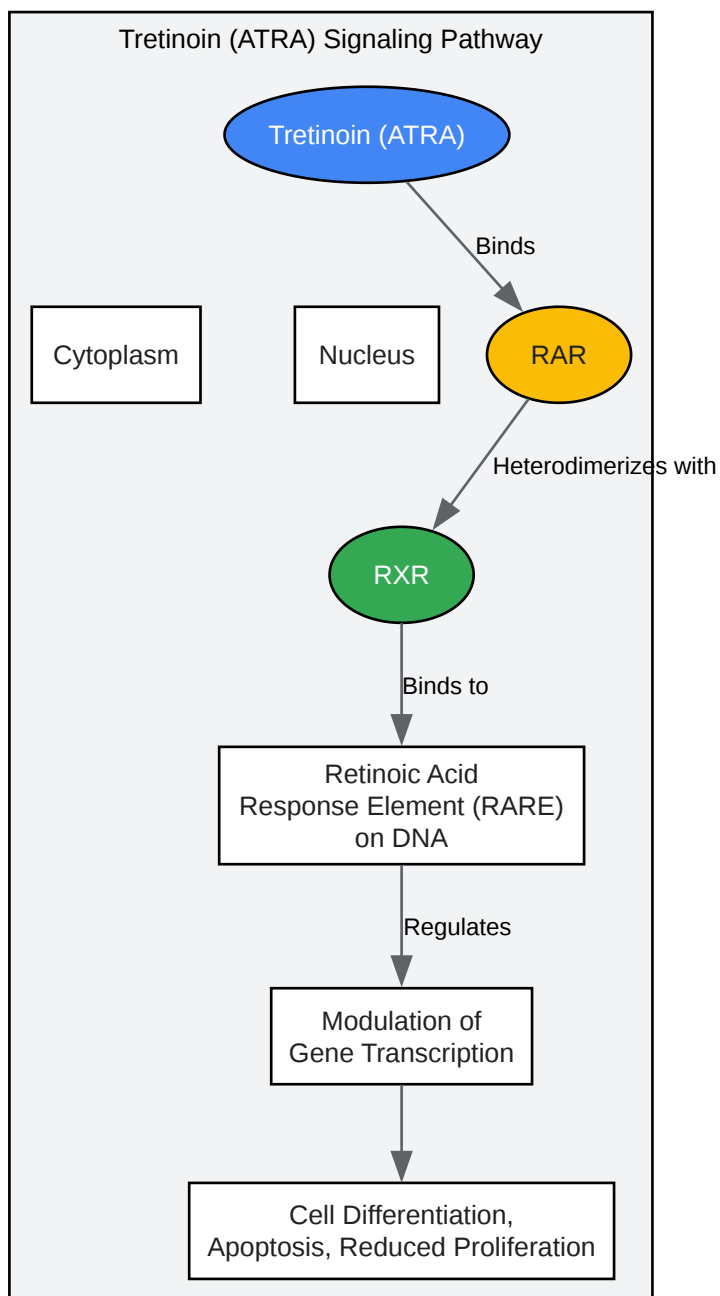 Tretinoin (ATRA) Signaling Pathway
Tretinoin (ATRA)
Binds
Cytoplasm
Nucleus
RAR
Heterodimerizes with
RXR
Binds to
Retinoic Acid
Response Element (RARE)
on DNA
Regulates
Modulation of
Gene Transcription
Cell Differentiation,
Apoptosis, Reduced Proliferation